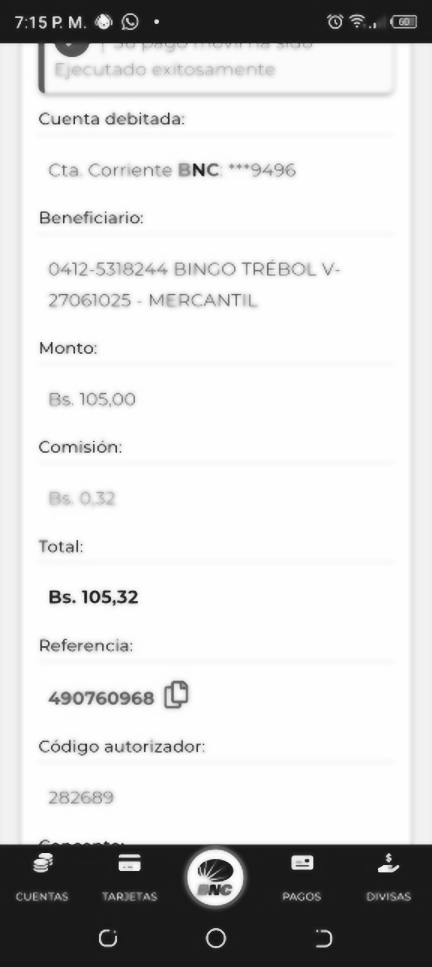 7:15 P. M.
60
Su pago móvil ha sido
Ejecutado exitosamente
Cuenta debitada:
Cta. Corriente BNC: ***9496
Beneficiario:
0412-5318244 BINGO TRÉBOL V-
27061025 - MERCANTIL
Monto:
Bs. 105,00
Comisión:
Bs. 0,32
Total:
Bs. 105,32
Referencia:
490760968
Código autorizador:
282689
Concepto:
BNC
CUENTAS TARJETAS PAGOS DIVISAS